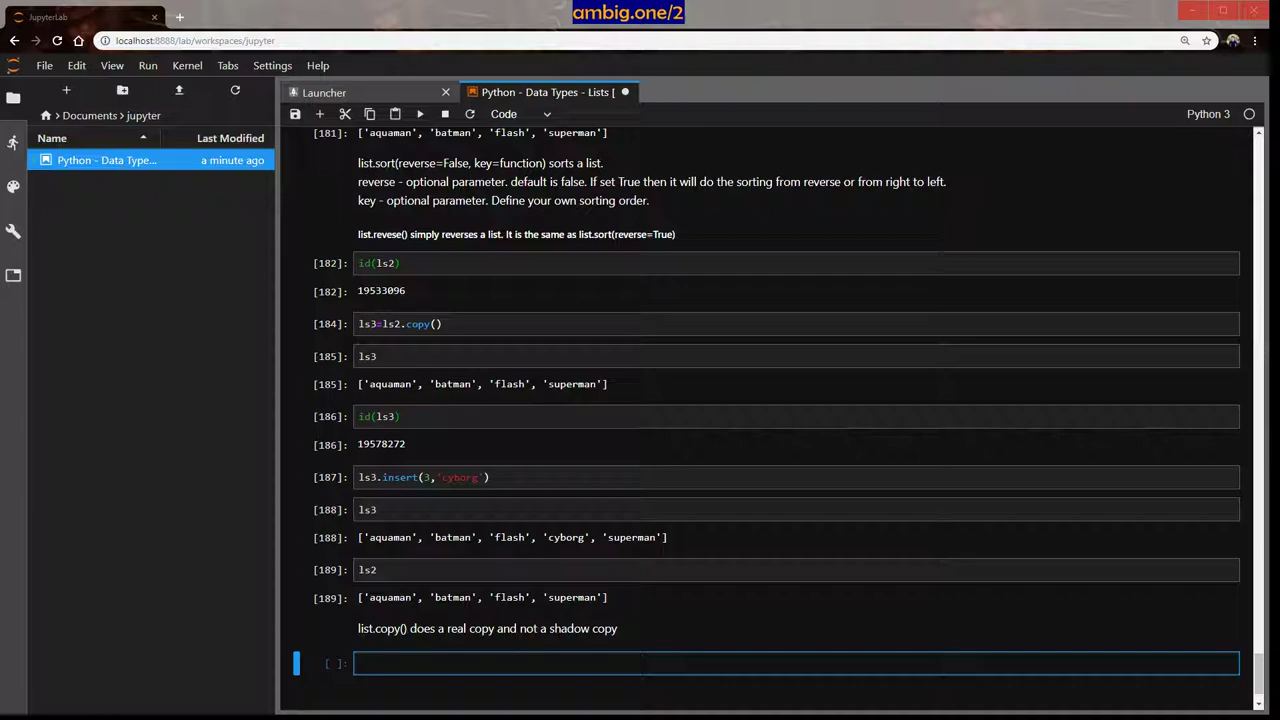 ambig.one/2
JupyterLab
localhost:8888/lab/workspaces/jupyter
File Edit View Run Kernel Tabs Settings Help
Launcher
Python - Data Types - Lists [
Documents jupyter
Code
Python 3
Name Last Modified
Python - Data Type... a minute ago
[181]: ['aquaman', 'batman', 'flash', 'superman']
list.sort(reverse=False, key=function) sorts a list.
reverse - optional parameter. default is false. If set True then it will do the sorting from reverse or from right to left.
key - optional parameter. Define your own sorting order.
list.revese() simply reverses a list. It is the same as list.sort(reverse=True)
[182]: id(ls2)
[182]: 19533096
[184]: ls3=ls2.copy()
[185]: ls3
[185]: ['aquaman', 'batman', 'flash', 'superman']
[186]: id(ls3)
[186]: 19578272
[187]: ls3.insert(3,'cyborg')
[188]: ls3
[188]: ['aquaman', 'batman', 'flash', 'cyborg', 'superman']
[189]: ls2
[189]: ['aquaman', 'batman', 'flash', 'superman']
list.copy() does a real copy and not a shadow copy
[ ]: